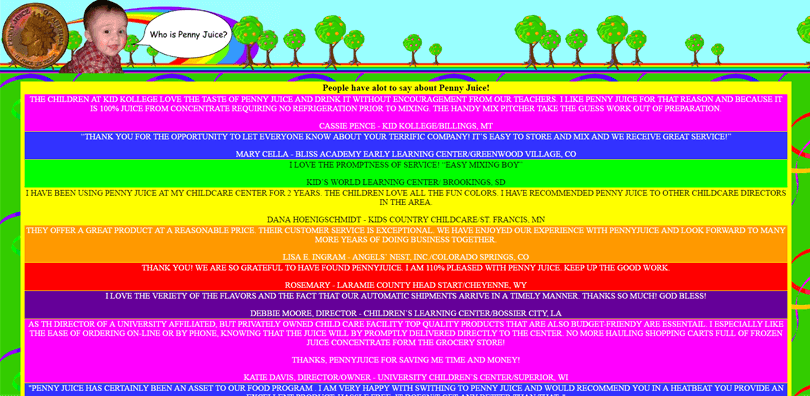 Who is Penny Juice?
People have alot to say about Penny Juice!
THE CHILDREN AT KID KOLLEGE LOVE THE TASTE OF PENNY JUICE AND DRINK IT WITHOUT ENCOURAGEMENT FROM OUR TEACHERS. I LIKE PENNY JUICE FOR THAT REASON AND BECAUSE IT
IS 100% JUICE FROM CONCENTRATE REQUIRING NO REFRIGERATION PRIOR TO MIXING. THE HANDY MIX PITCHER TAKE THE GUESS WORK OUT OF PREPARATION.
CASSIE PENCE - KID KOLLEGE/BILLINGS, MT
"THANK YOU FOR THE OPPORTUNITY TO LET EVERYONE KNOW ABOUT YOUR TERRIFIC COMPANY! IT'S EASY TO STORE AND MIX AND WE RECEIVE GREAT SERVICE!"
MARY CELLA - BLISS ACADEMY EARLY LEARNING CENTER/GREENWOOD VILLAGE, CO
I LOVE THE PROMPTNESS OF SERVICE! "EASY MIXING BOY"
KID`S WORLD LEARNING CENTER/ BROOKINGS, SD
I HAVE BEEN USING PENNY JUICE AT MY CHILDCARE CENTER FOR 2 YEARS. THE CHILDREN LOVE ALL THE FUN COLORS. I HAVE RECOMMENDED PENNY JUICE TO OTHER CHILDCARE DIRECTORS
IN THE AREA.
DANA HOENIGSCHMIDT - KIDS COUNTRY CHILDCARE/ST. FRANCIS, MN
THEY OFFER A GREAT PRODUCT AT A REASONABLE PRICE. THEIR CUSTOMER SERVICE IS EXCEPTIONAL. WE HAVE ENJOYED OUR EXPERIENCE WITH PENNYJUICE AND LOOK FORWARD TO MANY
MORE YEARS OF DOING BUSINESS TOGETHER.
LISA E. INGRAM - ANGELS` NEST, INC./COLORADO SPRINGS, CO
THANK YOU! WE ARE SO GRATEFUL TO HAVE FOUND PENNYJUICE. I AM 110% PLEASED WITH PENNY JUICE. KEEP UP THE GOOD WORK.
ROSEMARY - LARAMIE COUNTY HEAD START/CHEYENNE, WY
I LOVE THE VERIETY OF THE FLAVORS AND THE FACT THAT OUR AUTOMATIC SHIPMENTS ARRIVE IN A TIMELY MANNER. THANKS SO MUCH! GOD BLESS!
DEBBIE MOORE, DIRECTOR - CHILDREN`S LEARNING CENTER/BOSSIER CITY, LA
AS TH DIRECTOR OF A UNIVERSITY AFFILIATED, BUT PRIVATELY OWNED CHILD CARE FACILITY TOP QUALITY PRODUCTS THAT ARE ALSO BUDGET-FRIENDY ARE ESSENTAIL. I ESPECIALLY LIKE
THE EASE OF ORDERING ON-LINE OR BY PHONE, KNOWING THAT THE JUICE WILL BY PROMPTLY DELIVERED DIRECTLY TO THE CENTER. NO MORE HAULING SHOPPING CARTS FULL OF FROZEN
JUICE CONCENTRATE FORM THE GROCERY STORE!
THANKS, PENNYJUICE FOR SAVING ME TIME AND MONEY!
KATIE DAVIS, DIRECTOR/OWNER - UNIVERSITY CHILDREN`S CENTER/SUPERIOR, WI
"PENNY JUICE HAS CERTAINLY BEEN AN ASSET TO OUR FOOD PROGRAM . I AM VERY HAPPY WITH SWITHING TO PENNY JUICE AND WOULD RECOMMEND YOU IN A HEATBEAT YOU PROVIDE AN